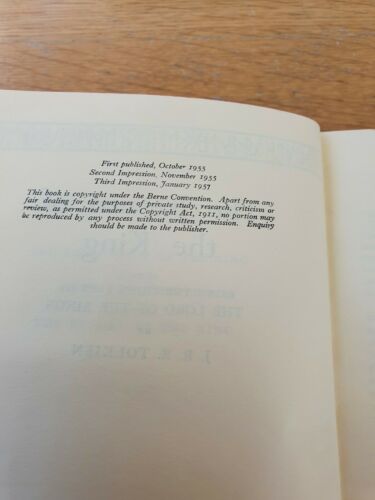 First published, October 1955
Second Impression, November 1955
Third Impression, January 1957
This book is copyright under the Berne Convention. Apart from any
fair dealing for the purposes of private study, research, criticism or
review, as permitted under the Copyright Act, 1911, no portion may
be reproduced by any process without written permission. Enquiry
should be made to the publisher.
the King
THE LORD OF THE RINGS
J. R. R. TOLKIEN